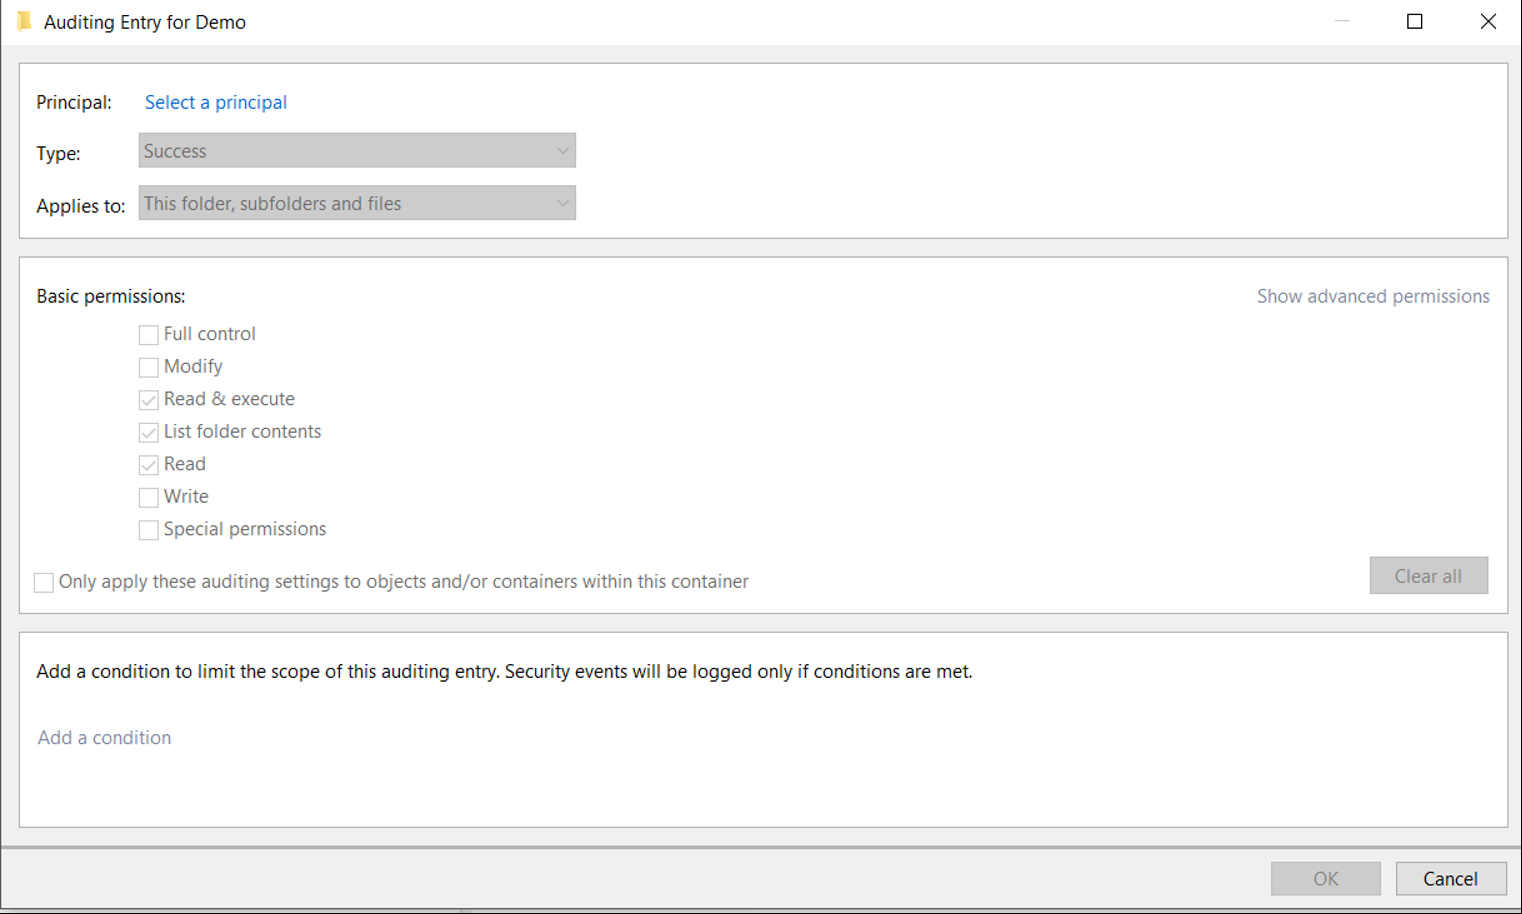 Auditing Entry for Demo
Principal: Select a principal
Type: Success
Applies to: This folder, subfolders and files
Basic permissions: Show advanced permissions
Full control
Modify
Read & execute
List folder contents
Read
Write
Special permissions
Only apply these auditing settings to objects and/or containers within this container Clear all
Add a condition to limit the scope of this auditing entry. Security events will be logged only if conditions are met.
Add a condition
OK Cancel